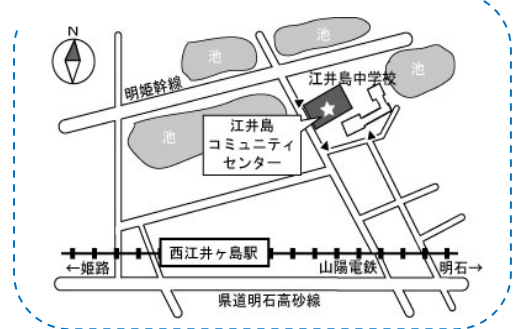 N
池
池
池
明姫幹線
江井島中学校
池
江井島
コミュニティ
センター
西江井ヶ島駅
←姫路
山陽電鉄
明石→
県道明石高砂線